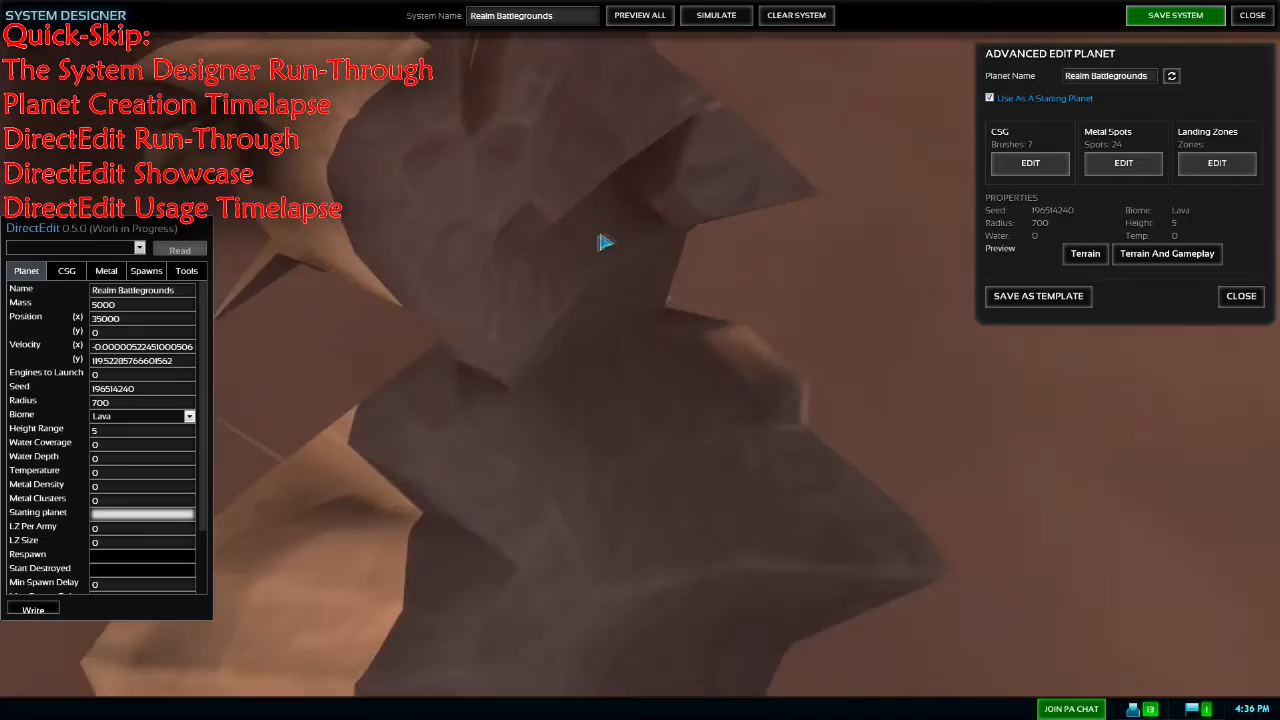 SYSTEM DESIGNER
System Name: Realm Battlegrounds PREVIEW ALL SIMULATE CLEAR SYSTEM SAVE SYSTEM CLOSE
Quick-Skip:
The System Designer Run-Through
Planet Creation Timelapse
DirectEdit Run-Through
DirectEdit Showcase
DirectEdit Usage Timelapse
DirectEdit 0.5.0 (Work in Progress)
Read
Planet CSG Metal Spawns Tools
Name Realm Battlegrounds
Mass 5000
Position (x) 35000
(y) 0
Velocity (x) -0.00000522451000506
(y) 119.52285766601562
Engines to Launch 0
Seed 196514240
Radius 700
Biome Lava
Height Range 5
Water Coverage 0
Water Depth 0
Temperature 0
Metal Density 0
Metal Clusters 0
Starting planet
LZ Per Army 0
LZ Size 0
Respawn
Start Destroyed
Min Spawn Delay 0
Write
ADVANCED EDIT PLANET
Planet Name Realm Battlegrounds
Use As A Starting Planet
CSG Metal Spots Landing Zones
Brushes: 7 Spots: 24 Zones:
EDIT EDIT EDIT
PROPERTIES
Seed: 196514240 Biome: Lava
Radius: 700 Height: 5
Water: 0 Temp: 0
Preview Terrain Terrain And Gameplay
SAVE AS TEMPLATE CLOSE
JOIN PA CHAT 13 1 4:36 PM